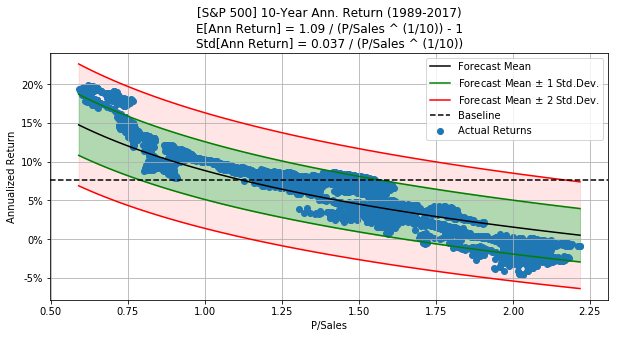 [S&P 500] 10-Year Ann. Return (1989-2017)
E[Ann Return] = 1.09 / (P/Sales ^ (1/10)) - 1
Std[Ann Return] = 0.037 / (P/Sales ^ (1/10))
Forecast Mean
Forecast Mean ± 1 Std.Dev.
Forecast Mean ± 2 Std.Dev.
Baseline
Actual Returns
Annualized Return
20%
15%
10%
5%
0%
-5%
0.50 0.75 1.00 1.25 1.50 1.75 2.00 2.25
P/Sales